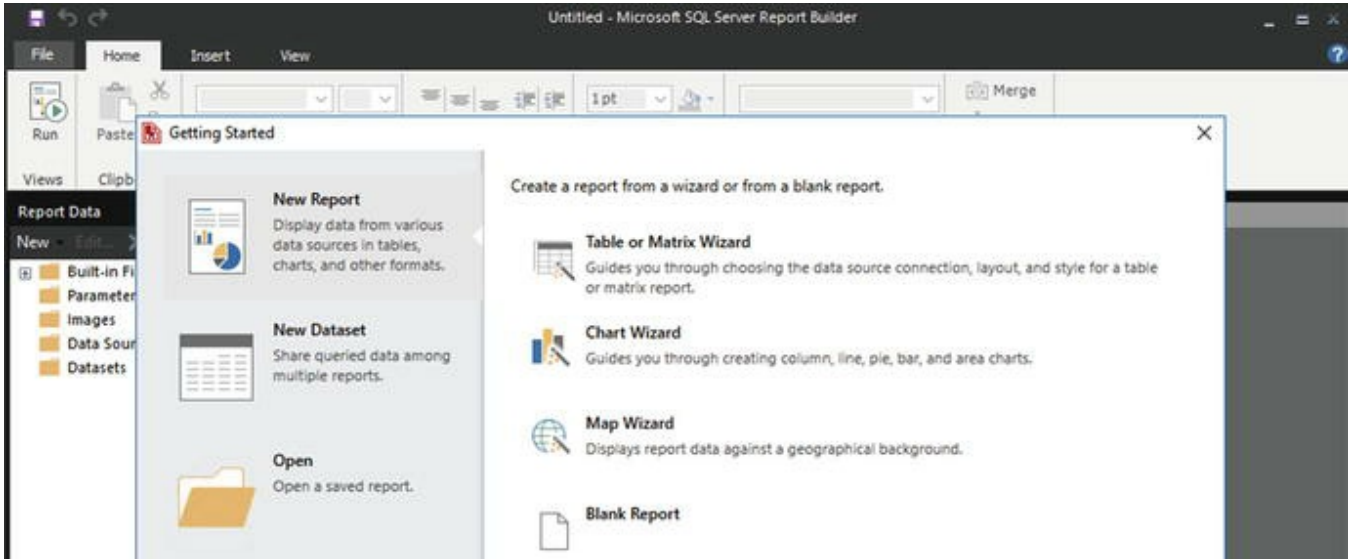 Untitled - Microsoft SQL Server Report Builder
File Home Insert View
1 pt
Merge
Run Paste
Getting Started
Views
Create a report from a wizard or from a blank report.
Report Data
New Edit...
Built-in
Images
Datasets
New Report
Display data from various
data sources in tables,
charts, and other formats.
New Dataset
Share queried data among
multiple reports.
Open
Open a saved report.
Table or Matrix Wizard
Guides you through choosing the data source connection, layout, and style for a table
or matrix report.
Chart Wizard
Guides you through creating column, line, pie, bar, and area charts.
Map Wizard
Displays report data against a geographical background.
Blank Report